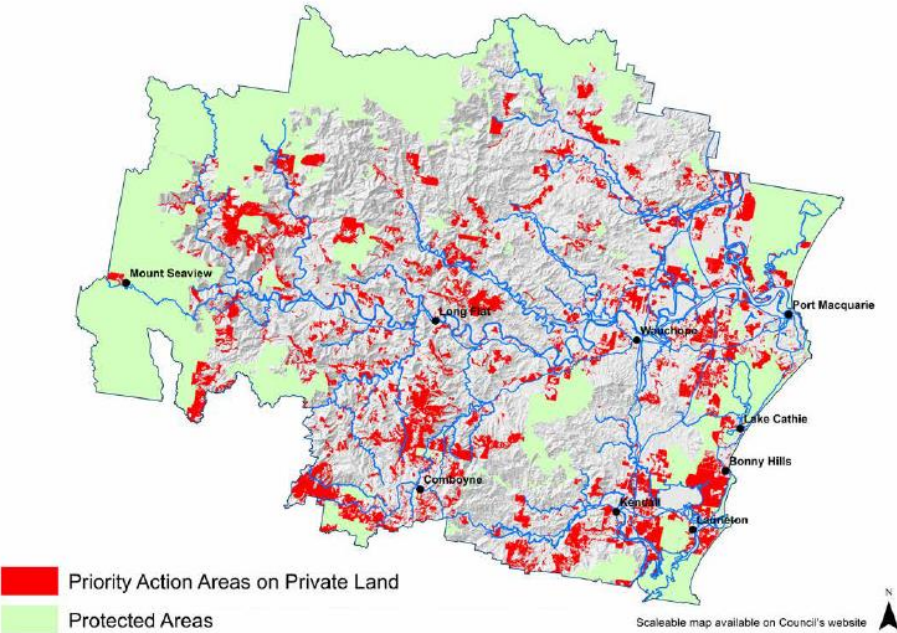 Mount Seaview
Port Macquarie
Long Flat
Wauchope
Lake Cathie
Bonny Hills
Comboyne
Kendall
Laurieton
Priority Action Areas on Private Land
Protected Areas
N
Scaleable map available on Council's website